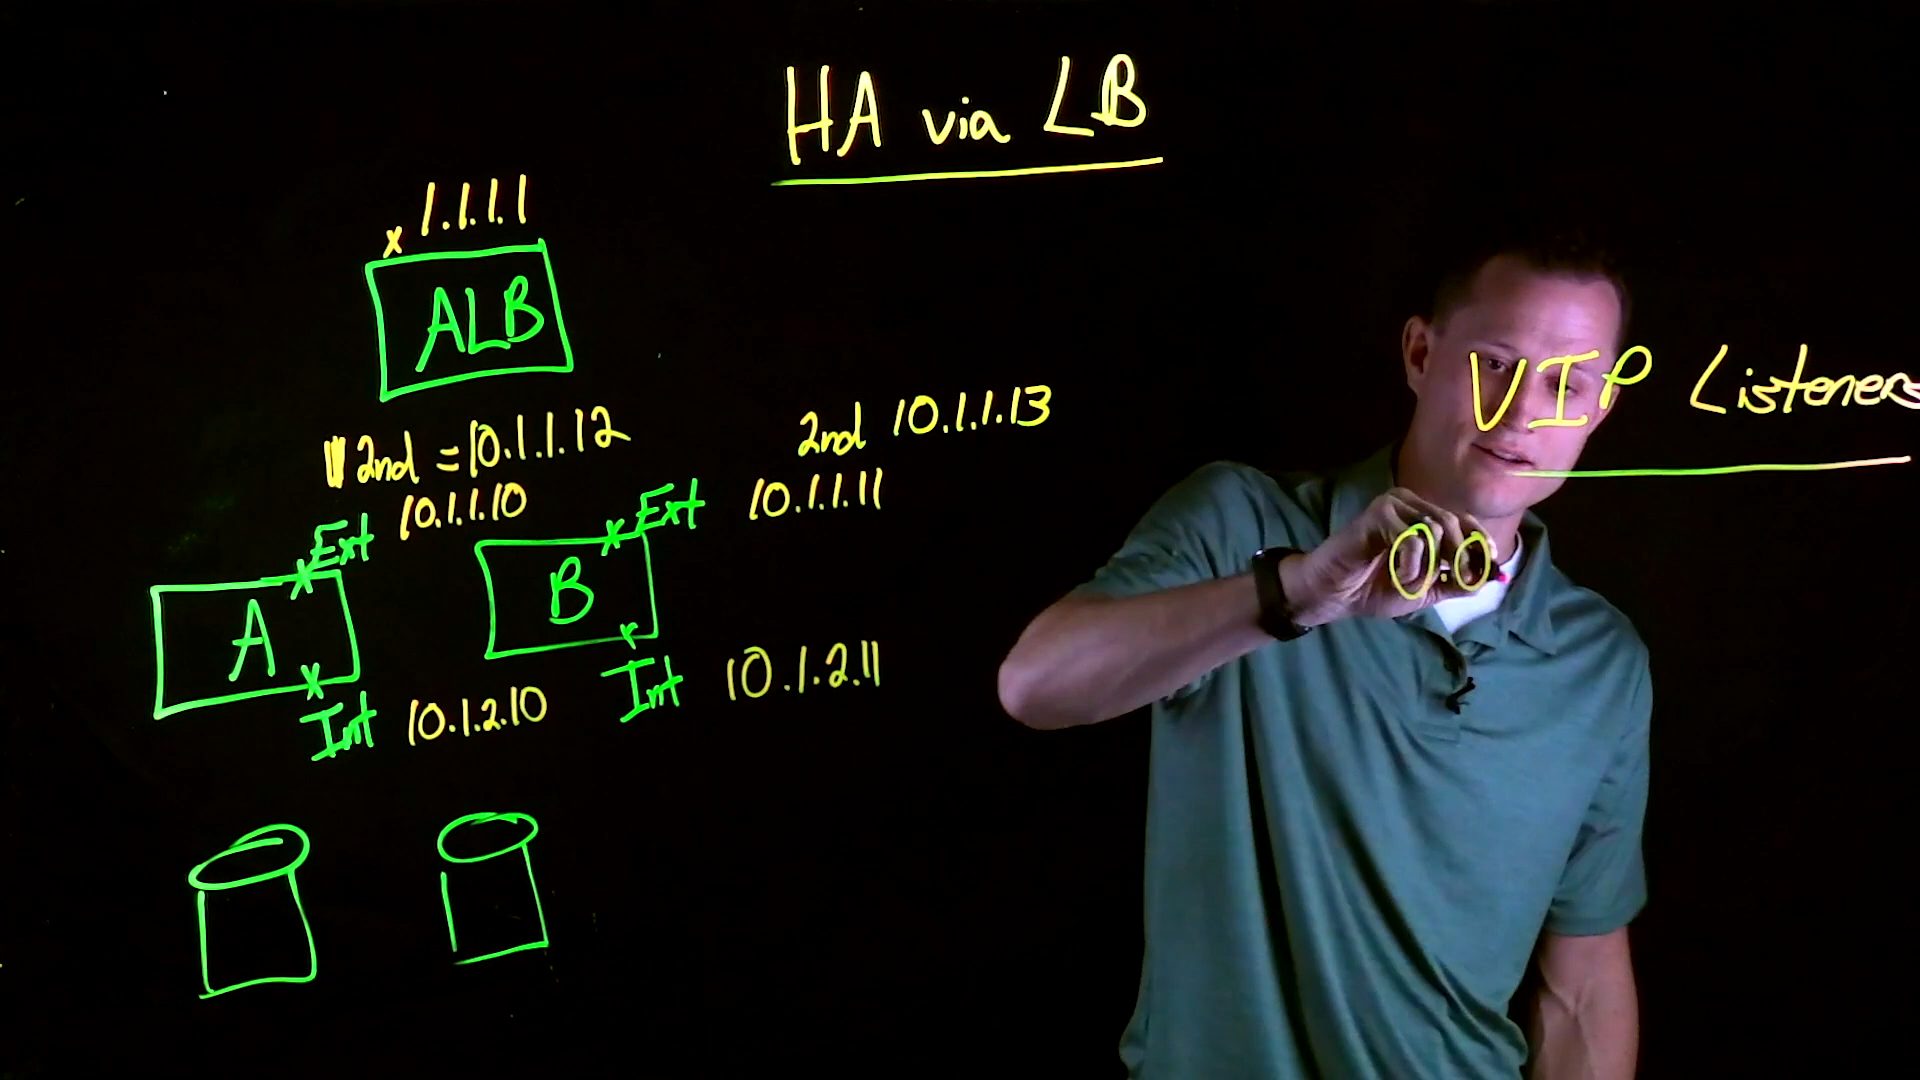 HA via LB
1.1.1.1
ALB
2nd = 10.1.1.12
2nd 10.1.1.13
Ext 10.1.1.10
Ext 10.1.1.11
A
B
Int 10.1.2.10
Int 10.1.2.11
VIP Listeners
0.0